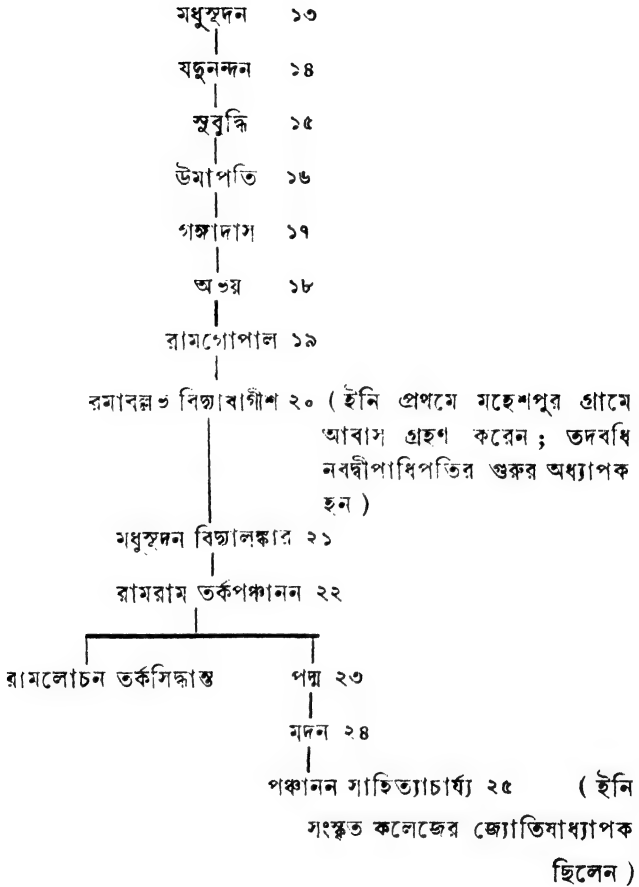 মধুসূদন ১৩
যদুনন্দন ১৪
সুবুদ্ধি ১৫
উমাপতি ১৬
গঙ্গাদাস ১৭
অভয় ১৮
রামগোপাল ১৯
রমাবল্লভ বিদ্যাবাগীশ ২০ ( ইনি প্রথমে মহেশপুর গ্রামে
আবাস গ্রহণ করেন ; তদবধি
নবদ্বীপাধিপতির গুরুর অধ্যাপক
হন )
মধুসূদন বিদ্যালঙ্কার ২১
রামরাম তর্কপঞ্চানন ২২
রামলোচন তর্কসিদ্ধান্ত পদ্ম ২৩
মদন ২৪
পঞ্চানন সাহিত্যাচার্য্য ২৫ ( ইনি
সংস্কৃত কলেজের জ্যোতিষাধ্যাপক
ছিলেন )